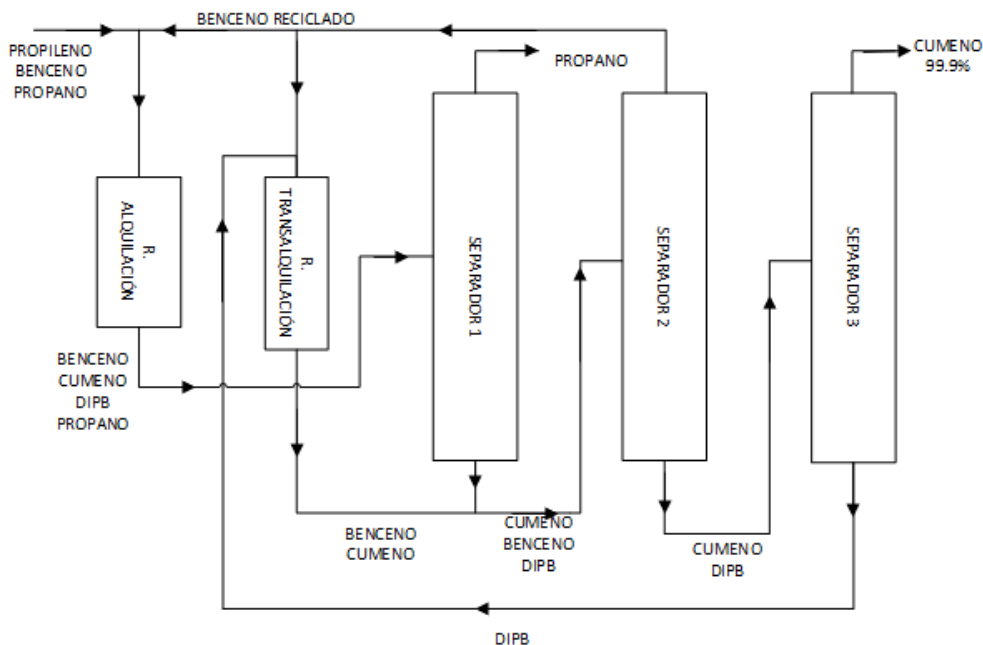 BENCENO RECICLADO
PROPILENO
BENCENO
PROPANO
PROPANO
CUMENO
99.9%
R.
ALQUILACIÓN
R.
TRANSALQUILACIÓN
SEPARADOR 1
SEPARADOR 2
SEPARADOR 3
BENCENO
CUMENO
DIPB
PROPANO
BENCENO
CUMENO
CUMENO
BENCENO
DIPB
CUMENO
DIPB
DIPB